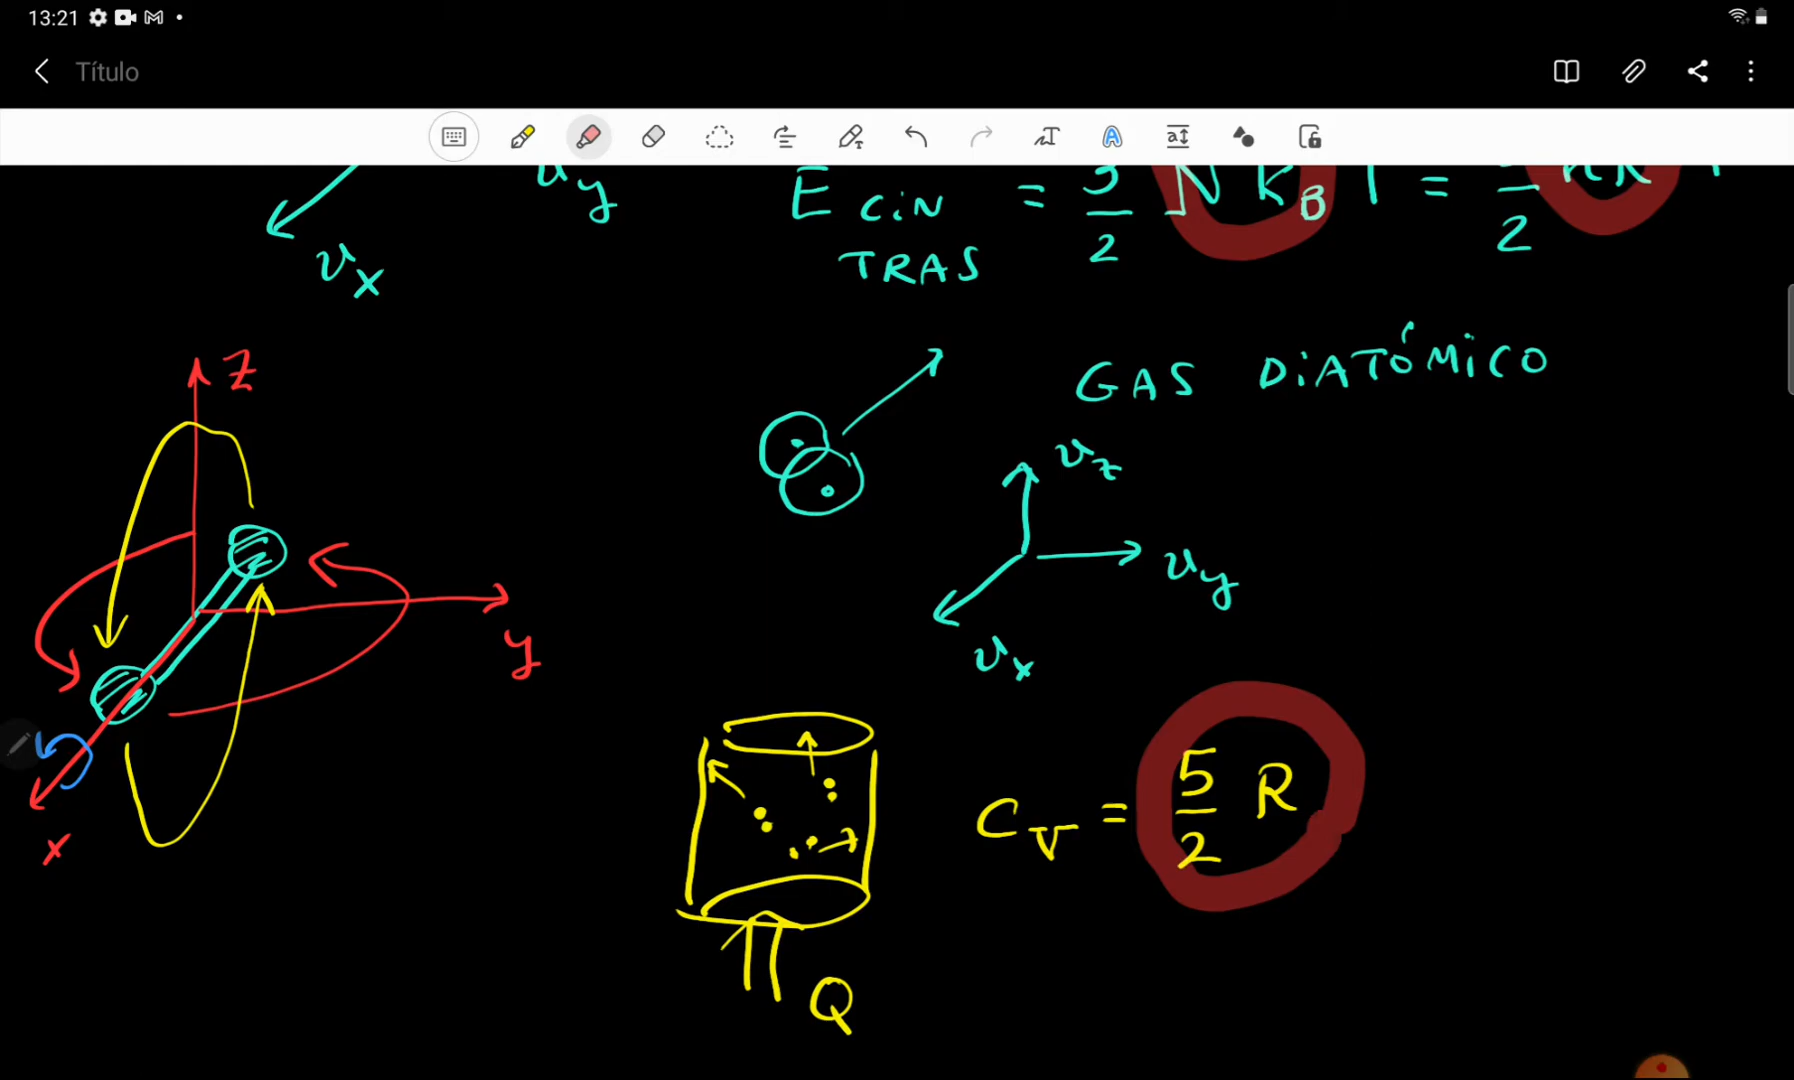 13:21
Título
v_y
E_CiN = 3/2 N K_B T = /2 nR T
TRAS
v_x
z
GAS DiATÓMiCO
v_z
v_y
y
v_x
C_V = 5/2 R
x
Q